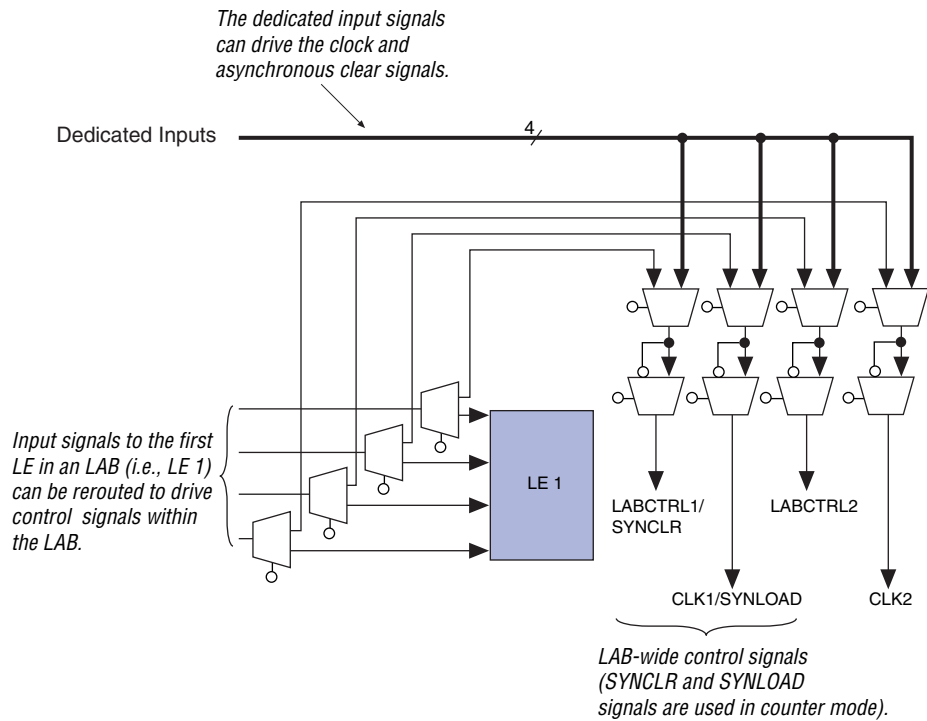 The dedicated input signals
can drive the clock and
asynchronous clear signals.
Dedicated Inputs
4
Input signals to the first
LE in an LAB (i.e., LE 1)
can be rerouted to drive
control signals within
the LAB.
LE 1
LABCTRL1/
SYNCLR
LABCTRL2
CLK1/SYNLOAD
CLK2
LAB-wide control signals
(SYNCLR and SYNLOAD
signals are used in counter mode).